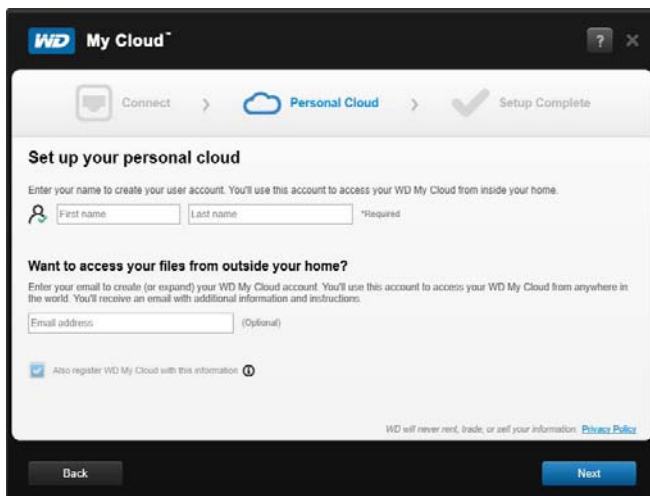 WD My Cloud™ ? ×
Connect > Personal Cloud > Setup Complete
Set up your personal cloud
Enter your name to create your user account. You'll use this account to access your WD My Cloud from inside your home.
First name Last name *Required
Want to access your files from outside your home?
Enter your email to create (or expand) your WD My Cloud account. You'll use this account to access your WD My Cloud from anywhere in
the world. You'll receive an email with additional information and instructions.
Email address (Optional)
Also register WD My Cloud with this information
WD will never rent, trade, or sell your information. Privacy Policy
Back Next